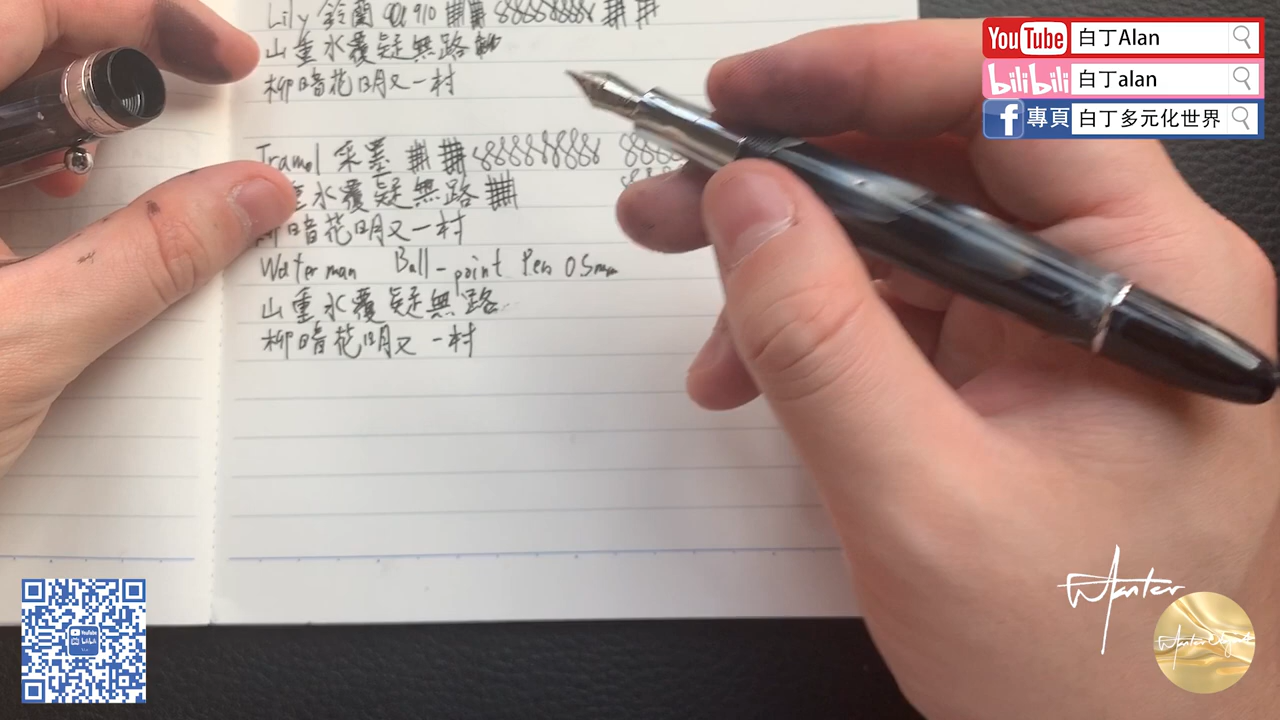 Lily 鈴蘭 910
山重水覆疑無路
柳暗花明又一村
采墨
重水覆疑無路
暗花明又一村
Waterman Ball-point Pen 0.5mm
山重水覆疑無路
柳暗花明又一村
YouTube 白丁Alan
bilibili 白丁alan
f 專頁 白丁多元化世界